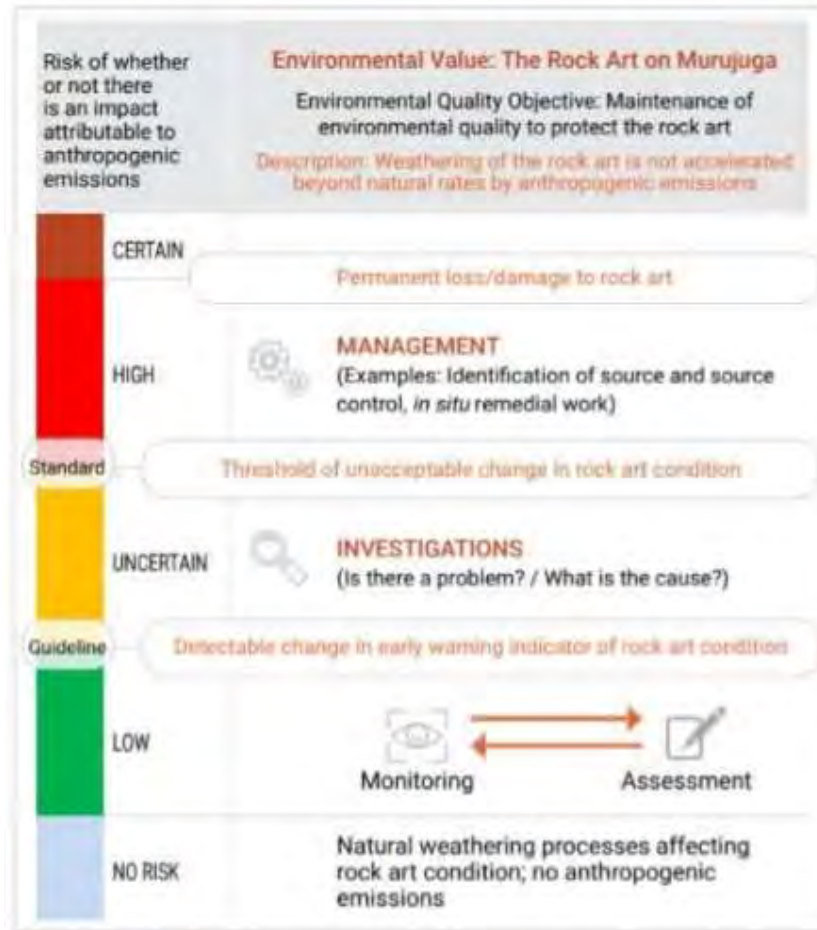 Risk of whether
or not there
is an impact
attributable to
anthropogenic
emissions
Environmental Value: The Rock Art on Murujuga
Environmental Quality Objective: Maintenance of
environmental quality to protect the rock art
Description: Weathering of the rock art is not accelerated
beyond natural rates by anthropogenic emissions
CERTAIN
Permanent loss/damage to rock art
HIGH
MANAGEMENT
(Examples: Identification of source and source
control, in situ remedial work)
Standard
Threshold of unacceptable change in rock art condition
UNCERTAIN
INVESTIGATIONS
(Is there a problem? / What is the cause?)
Guideline
Detectable change in early warning indicator of rock art condition
LOW
Monitoring
Assessment
NO RISK
Natural weathering processes affecting
rock art condition; no anthropogenic
emissions